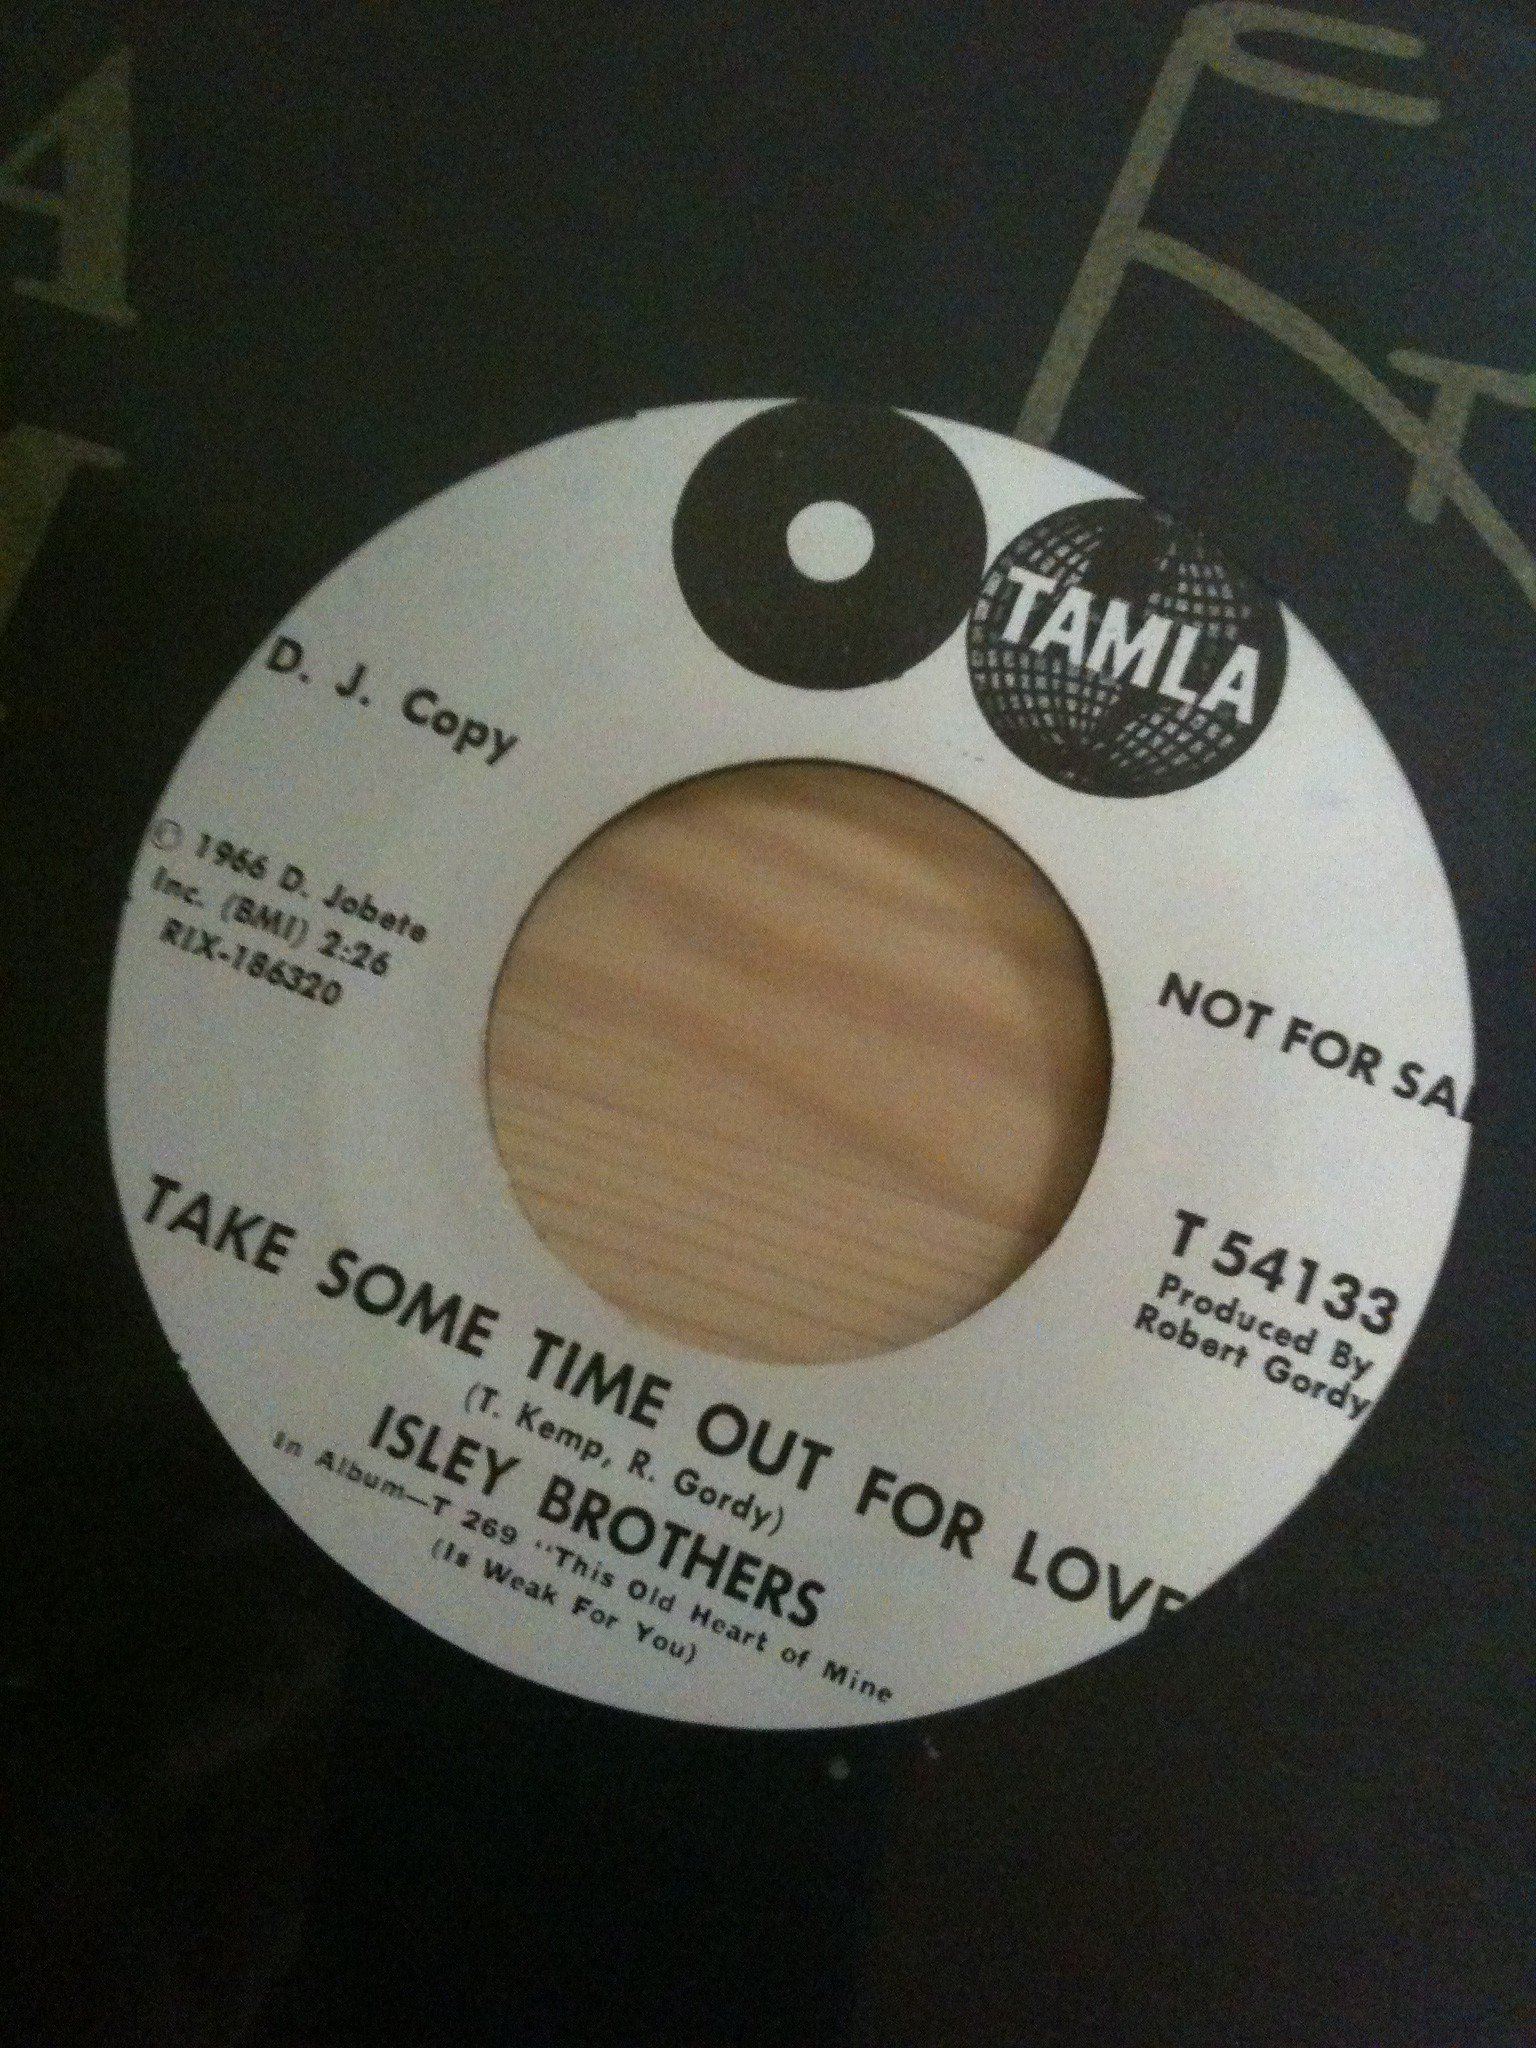 TAMLA
D. J. Copy
© 1966 D. Jobete
Inc. (BMI) 2:26
RIX-186320
NOT FOR SAL
T 54133
Produced By
Robert Gordy
TAKE SOME TIME OUT FOR LOVE
(T. Kemp, R. Gordy)
ISLEY BROTHERS
In Album—T 269 "This Old Heart of Mine
(Is Weak For You)